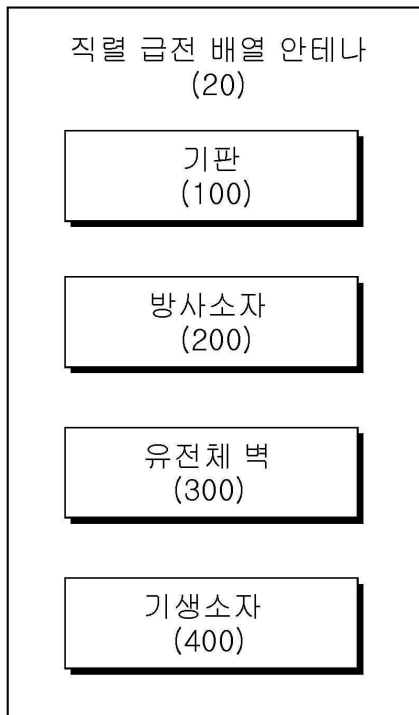 직렬 급전 배열 안테나
(20)
기판
(100)
방사소자
(200)
유전체 벽
(300)
기생소자
(400)